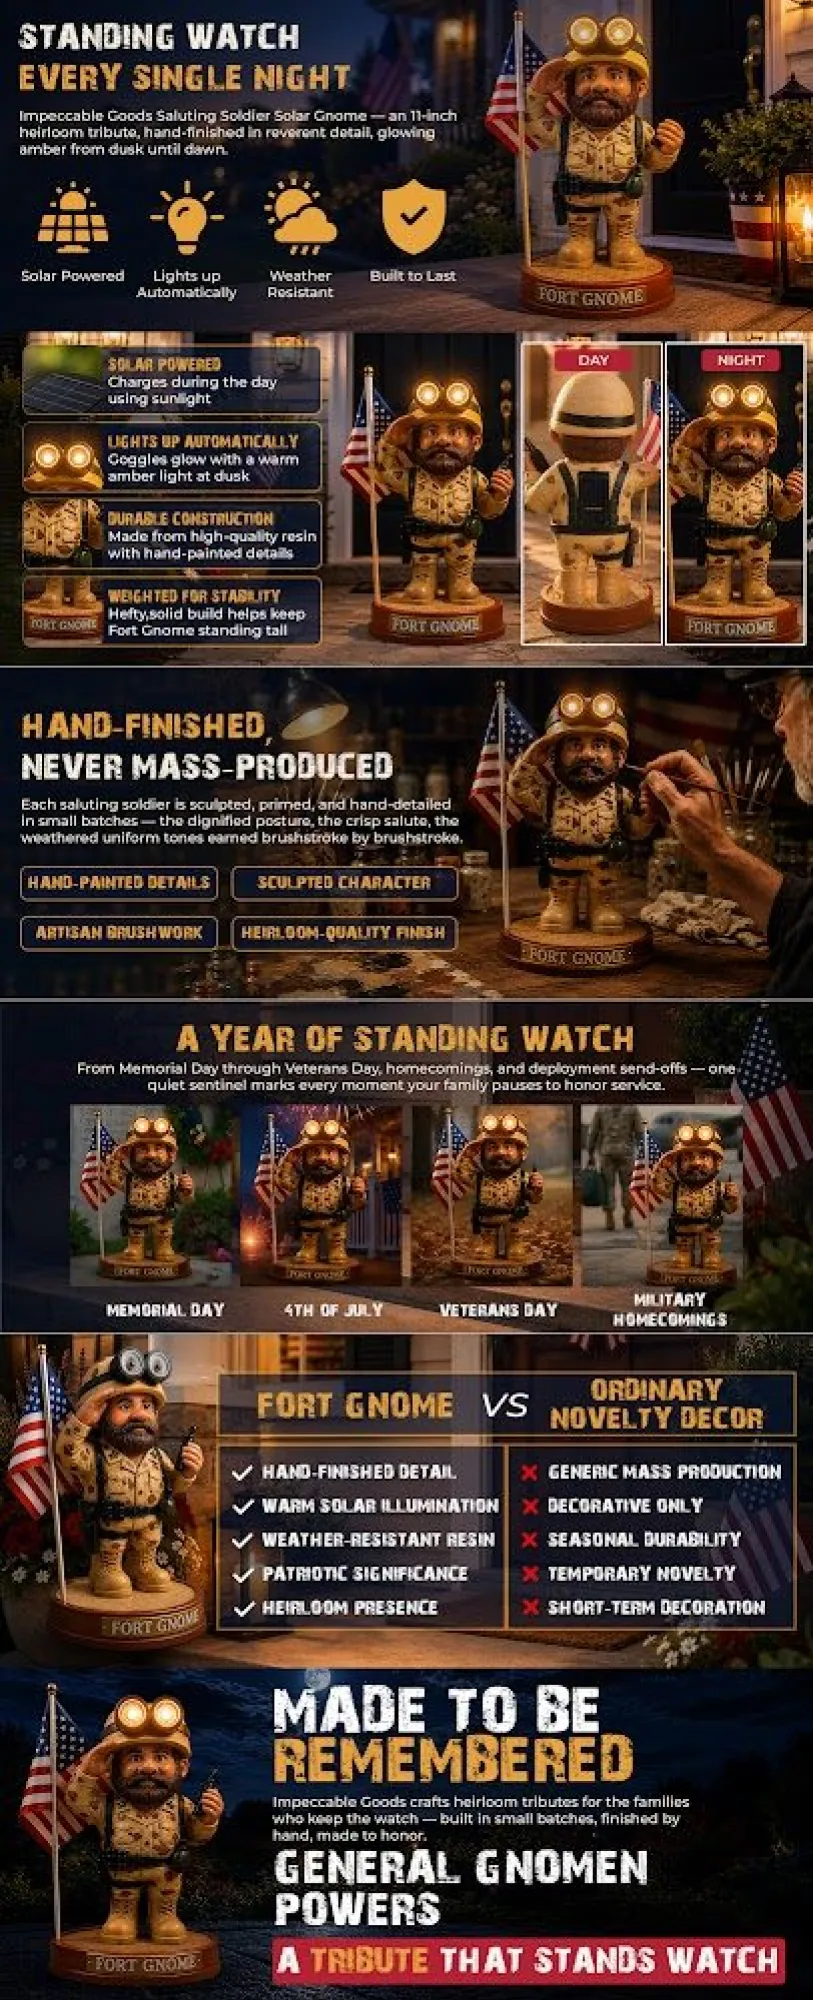 STANDING WATCH
EVERY SINGLE NIGHT
Impeccable Goods Saluting Soldier Solar Gnome — an 11-inch
heirloom tribute, hand-finished in reverent detail, glowing
amber from dusk until dawn.
Solar Powered
Lights up
Automatically
Weather
Resistant
Built to Last
FORT GNOME
SOLAR POWERED
Charges during the day
using sunlight
LIGHTS UP AUTOMATICALLY
Goggles glow with a warm
amber light at dusk
DURABLE CONSTRUCTION
Made from high-quality resin
with hand-painted details
WEIGHTED FOR STABILITY
Hefty,solid build helps keep
Fort Gnome standing tall
FORT GNOME
FORT GNOME
DAY
NIGHT
FORT GNOME
HAND-FINISHED,
NEVER MASS-PRODUCED
Each saluting soldier is sculpted, primed, and hand-detailed
in small batches — the dignified posture, the crisp salute, the
weathered uniform tones earned brushstroke by brushstroke.
HAND-PAINTED DETAILS
SCULPTED CHARACTER
ARTISAN BRUSHWORK
HEIRLOOM-QUALITY FINISH
FORT GNOME
A YEAR OF STANDING WATCH
From Memorial Day through Veterans Day, homecomings, and deployment send-offs — one
quiet sentinel marks every moment your family pauses to honor service.
FORT GNOME
FORT GNOME
FORT GNOME
FORT GNOME
MEMORIAL DAY
4TH OF JULY
VETERANS DAY
MILITARY
HOMECOMINGS
FORT GNOME
VS
ORDINARY
NOVELTY DECOR
HAND-FINISHED DETAIL
WARM SOLAR ILLUMINATION
WEATHER-RESISTANT RESIN
PATRIOTIC SIGNIFICANCE
HEIRLOOM PRESENCE
GENERIC MASS PRODUCTION
DECORATIVE ONLY
SEASONAL DURABILITY
TEMPORARY NOVELTY
SHORT-TERM DECORATION
FORT GNOME
MADE TO BE
REMEMBERED
Impeccable Goods crafts heirloom tributes for the families
who keep the watch — built in small batches, finished by
hand, made to honor.
GENERAL GNOMEN
POWERS
A TRIBUTE THAT STANDS WATCH
FORT GNOME